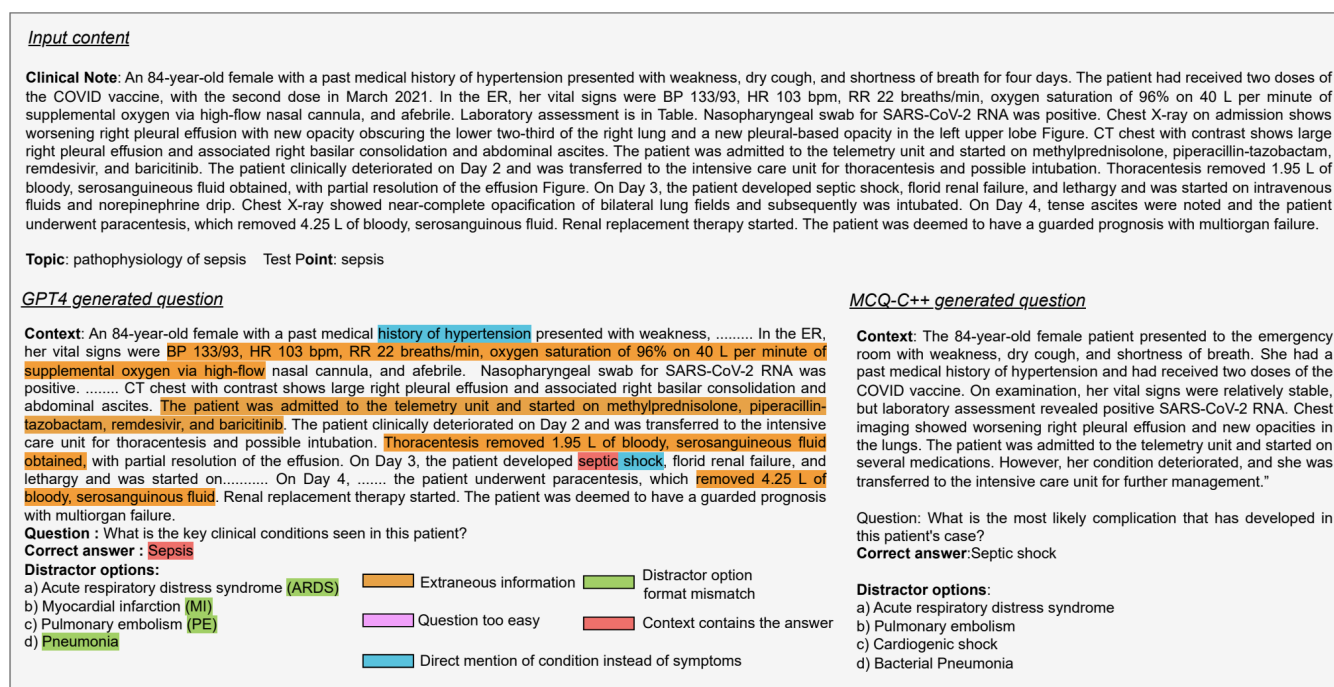 Input content
Clinical Note: An 84-year-old female with a past medical history of hypertension presented with weakness, dry cough, and shortness of breath for four days. The patient had received two doses of
the COVID vaccine, with the second dose in March 2021. In the ER, her vital signs were BP 133/93, HR 103 bpm, RR 22 breaths/min, oxygen saturation of 96% on 40 L per minute of
supplemental oxygen via high-flow nasal cannula, and afebrile. Laboratory assessment is in Table. Nasopharyngeal swab for SARS-CoV-2 RNA was positive. Chest X-ray on admission shows
worsening right pleural effusion with new opacity obscuring the lower two-third of the right lung and a new pleural-based opacity in the left upper lobe Figure. CT chest with contrast shows large
right pleural effusion and associated right basilar consolidation and abdominal ascites. The patient was admitted to the telemetry unit and started on methylprednisolone, piperacillin-tazobactam,
remdesivir, and baricitinib. The patient clinically deteriorated on Day 2 and was transferred to the intensive care unit for thoracentesis and possible intubation. Thoracentesis removed 1.95 L of
bloody, serosanguineous fluid obtained, with partial resolution of the effusion Figure. On Day 3, the patient developed septic shock, florid renal failure, and lethargy and was started on intravenous
fluids and norepinephrine drip. Chest X-ray showed near-complete opacification of bilateral lung fields and subsequently was intubated. On Day 4, tense ascites were noted and the patient
underwent paracentesis, which removed 4.25 L of bloody, serosanguinous fluid. Renal replacement therapy started. The patient was deemed to have a guarded prognosis with multiorgan failure.
Topic: pathophysiology of sepsis Test Point: sepsis
GPT4 generated question
Context: An 84-year-old female with a past medical history of hypertension presented with weakness, ......... In the ER,
her vital signs were BP 133/93, HR 103 bpm, RR 22 breaths/min, oxygen saturation of 96% on 40 L per minute of
supplemental oxygen via high-flow nasal cannula, and afebrile. Nasopharyngeal swab for SARS-CoV-2 RNA was
positive. ........ CT chest with contrast shows large right pleural effusion and associated right basilar consolidation and
abdominal ascites. The patient was admitted to the telemetry unit and started on methylprednisolone, piperacillin-
tazobactam, remdesivir, and baricitinib. The patient clinically deteriorated on Day 2 and was transferred to the intensive
care unit for thoracentesis and possible intubation. Thoracentesis removed 1.95 L of bloody, serosanguineous fluid
obtained, with partial resolution of the effusion. On Day 3, the patient developed septic shock, florid renal failure, and
lethargy and was started on........... On Day 4, ....... the patient underwent paracentesis, which removed 4.25 L of
bloody, serosanguinous fluid. Renal replacement therapy started. The patient was deemed to have a guarded prognosis
with multiorgan failure.
Question : What is the key clinical conditions seen in this patient?
Correct answer : Sepsis
Distractor options:
a) Acute respiratory distress syndrome (ARDS)
b) Myocardial infarction (MI)
c) Pulmonary embolism (PE)
d) Pneumonia
Extraneous information
Distractor option
format mismatch
Question too easy
Context contains the answer
Direct mention of condition instead of symptoms
MCQ-C++ generated question
Context: The 84-year-old female patient presented to the emergency
room with weakness, dry cough, and shortness of breath. She had a
past medical history of hypertension and had received two doses of the
COVID vaccine. On examination, her vital signs were relatively stable,
but laboratory assessment revealed positive SARS-CoV-2 RNA. Chest
imaging showed worsening right pleural effusion and new opacities in
the lungs. The patient was admitted to the telemetry unit and started on
several medications. However, her condition deteriorated, and she was
transferred to the intensive care unit for further management.”
Question: What is the most likely complication that has developed in
this patient's case?
Correct answer:Septic shock
Distractor options:
a) Acute respiratory distress syndrome
b) Pulmonary embolism
c) Cardiogenic shock
d) Bacterial Pneumonia